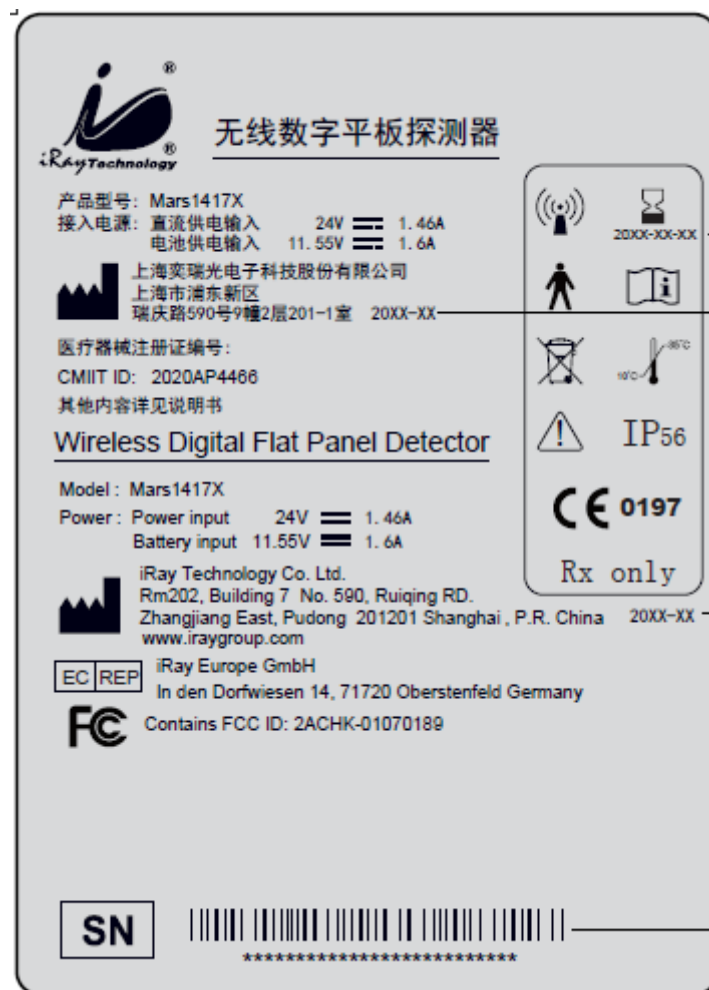 iRayTechnology
®
®
无线数字平板探测器
产品型号: Mars1417X
接入电源: 直流供电输入 24V 1.46A
电池供电输入 11.55V 1.6A
上海奕瑞光电子科技股份有限公司
上海市浦东新区
瑞庆路590号9幢2层201-1室 20XX-XX
医疗器械注册证编号:
CMIIT ID: 2020AP4466
其他内容详见说明书
20XX-XX-XX
i
10°C
35°C
IP56
CE 0197
Rx only
Wireless Digital Flat Panel Detector
Model : Mars1417X
Power : Power input 24V 1.46A
Battery input 11.55V 1.6A
iRay Technology Co. Ltd.
Rm202, Building 7 No. 590, Ruiqing RD.
Zhangjiang East, Pudong 201201 Shanghai , P.R. China 20XX-XX
www.iraygroup.com
EC REP iRay Europe GmbH
In den Dorfwiesen 14, 71720 Oberstenfeld Germany
FC Contains FCC ID: 2ACHK-01070189
SN
**************************